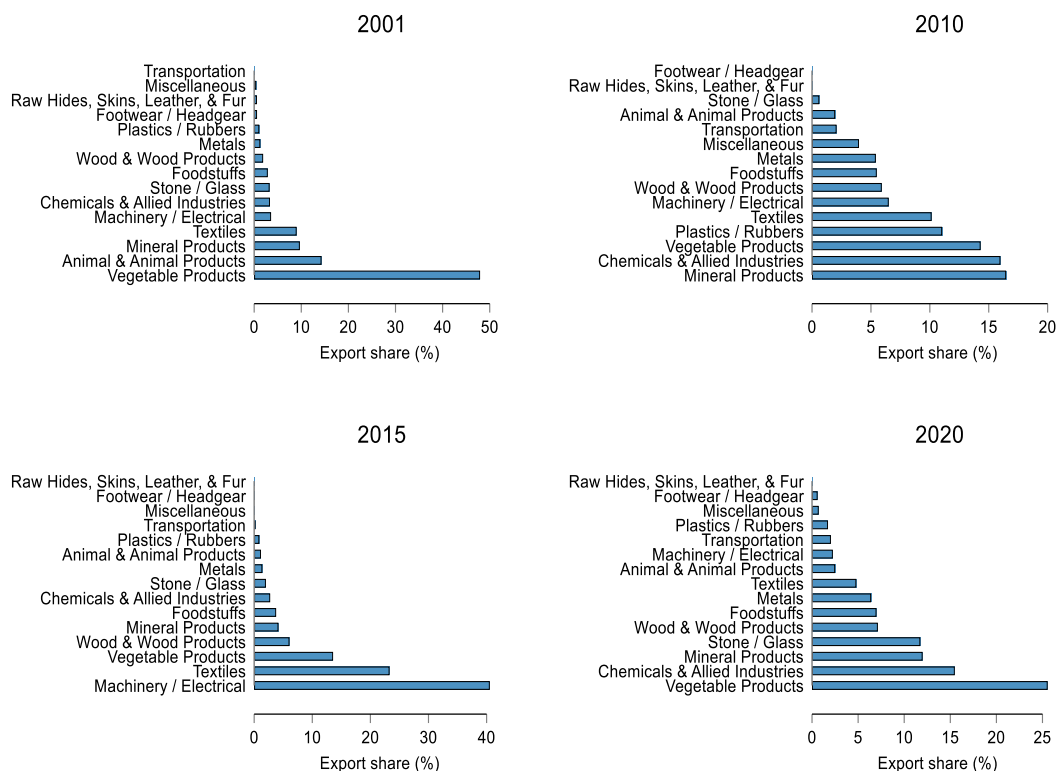 2001
Transportation
Miscellaneous
Raw Hides, Skins, Leather, & Fur
Footwear / Headgear
Plastics / Rubbers
Metals
Wood & Wood Products
Foodstuffs
Stone / Glass
Chemicals & Allied Industries
Machinery / Electrical
Textiles
Mineral Products
Animal & Animal Products
Vegetable Products
0 10 20 30 40 50
Export share (%)
2010
Footwear / Headgear
Raw Hides, Skins, Leather, & Fur
Stone / Glass
Animal & Animal Products
Transportation
Miscellaneous
Metals
Foodstuffs
Wood & Wood Products
Machinery / Electrical
Textiles
Plastics / Rubbers
Vegetable Products
Chemicals & Allied Industries
Mineral Products
0 5 10 15 20
Export share (%)
2015
Raw Hides, Skins, Leather, & Fur
Footwear / Headgear
Miscellaneous
Transportation
Plastics / Rubbers
Animal & Animal Products
Metals
Stone / Glass
Chemicals & Allied Industries
Foodstuffs
Mineral Products
Wood & Wood Products
Vegetable Products
Textiles
Machinery / Electrical
0 10 20 30 40
Export share (%)
2020
Raw Hides, Skins, Leather, & Fur
Footwear / Headgear
Miscellaneous
Plastics / Rubbers
Transportation
Machinery / Electrical
Animal & Animal Products
Textiles
Metals
Foodstuffs
Wood & Wood Products
Stone / Glass
Mineral Products
Chemicals & Allied Industries
Vegetable Products
0 5 10 15 20 25
Export share (%)